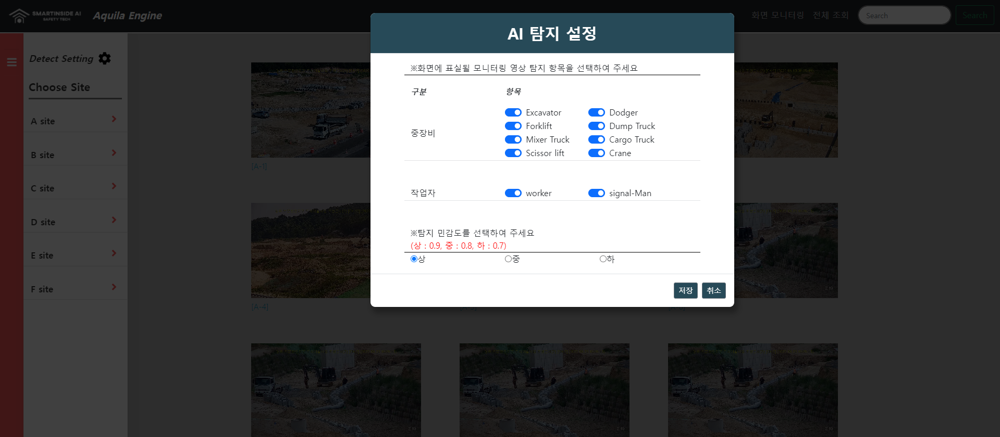 SMARTINSIDE AI
SAFETY TECH
Aquila Engine
화면 모니터링
전체 조회
Search
Search
Detect Setting
Choose Site
A site
B site
C site
D site
E site
F site
AI 탐지 설정
※화면에 표실될 모니터링 영상 탐지 항목을 선택하여 주세요
구분 항목
중장비
Excavator Dodger
Forklift Dump Truck
Mixer Truck Cargo Truck
Scissor lift Crane
작업자 worker signal-Man
※탐지 민감도를 선택하여 주세요
(상 : 0.9, 중 : 0.8, 하 : 0.7)
상 중 하
저장 취소
[A-1]
[A-4]